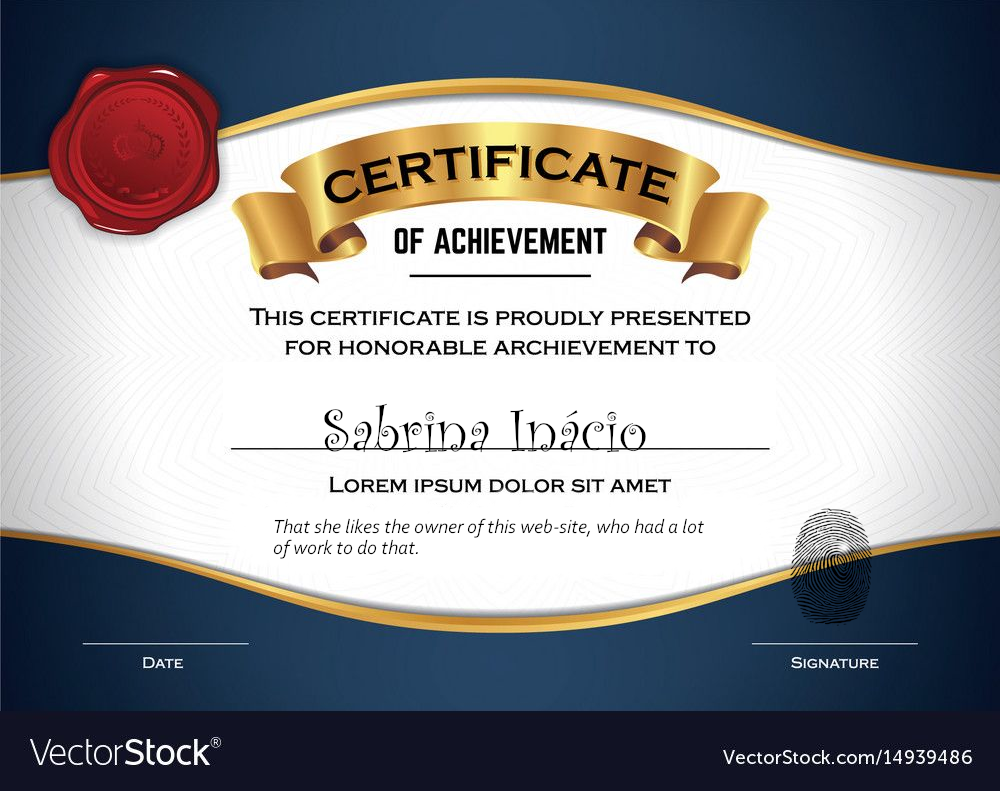 CERTIFICATE
OF ACHIEVEMENT
THIS CERTIFICATE IS PROUDLY PRESENTED
FOR HONORABLE ARCHIEVEMENT TO
Sabrina Inácio
LOREM IPSUM DOLOR SIT AMET
That she likes the owner of this web-site, who had a lot
of work to do that.
DATE
SIGNATURE
VectorStock®
VectorStock.com/14939486